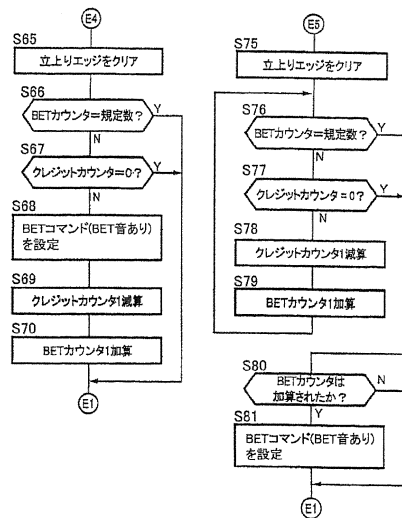 E4
S65
立上りエッジをクリア
S66
BETカウンタ=規定数?
Y
N
S67
クレジットカウンタ=0?
Y
N
S68
BETコマンド(BET音あり)
を設定
S69
クレジットカウンタ1減算
S70
BETカウンタ1加算
E1
E5
S75
立上りエッジをクリア
S76
BETカウンタ=規定数?
Y
N
S77
クレジットカウンタ=0?
Y
N
S78
クレジットカウンタ1減算
S79
BETカウンタ1加算
S80
BETカウンタは
加算されたか?
N
Y
S81
BETコマンド(BET音あり)
を設定
E1